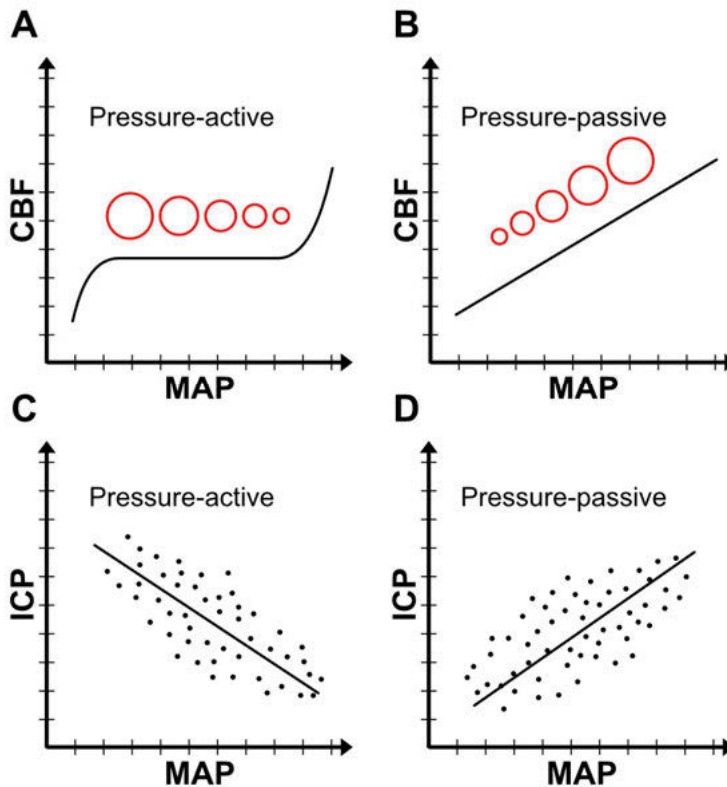 A
Pressure-active
CBF
MAP
B
Pressure-passive
CBF
MAP
C
Pressure-active
ICP
MAP
D
Pressure-passive
ICP
MAP